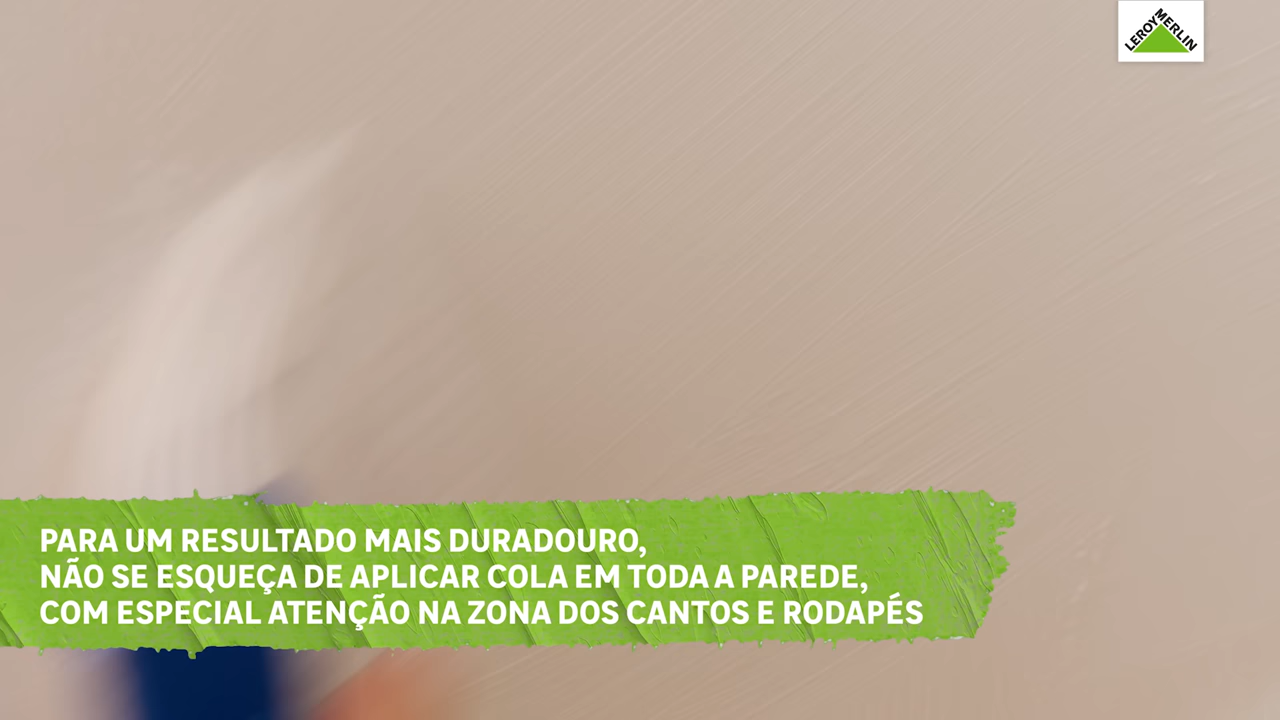 LEROY MERLIN
PARA UM RESULTADO MAIS DURADOURO,
NÃO SE ESQUEÇA DE APLICAR COLA EM TODA A PAREDE,
COM ESPECIAL ATENÇÃO NA ZONA DOS CANTOS E RODAPÉS